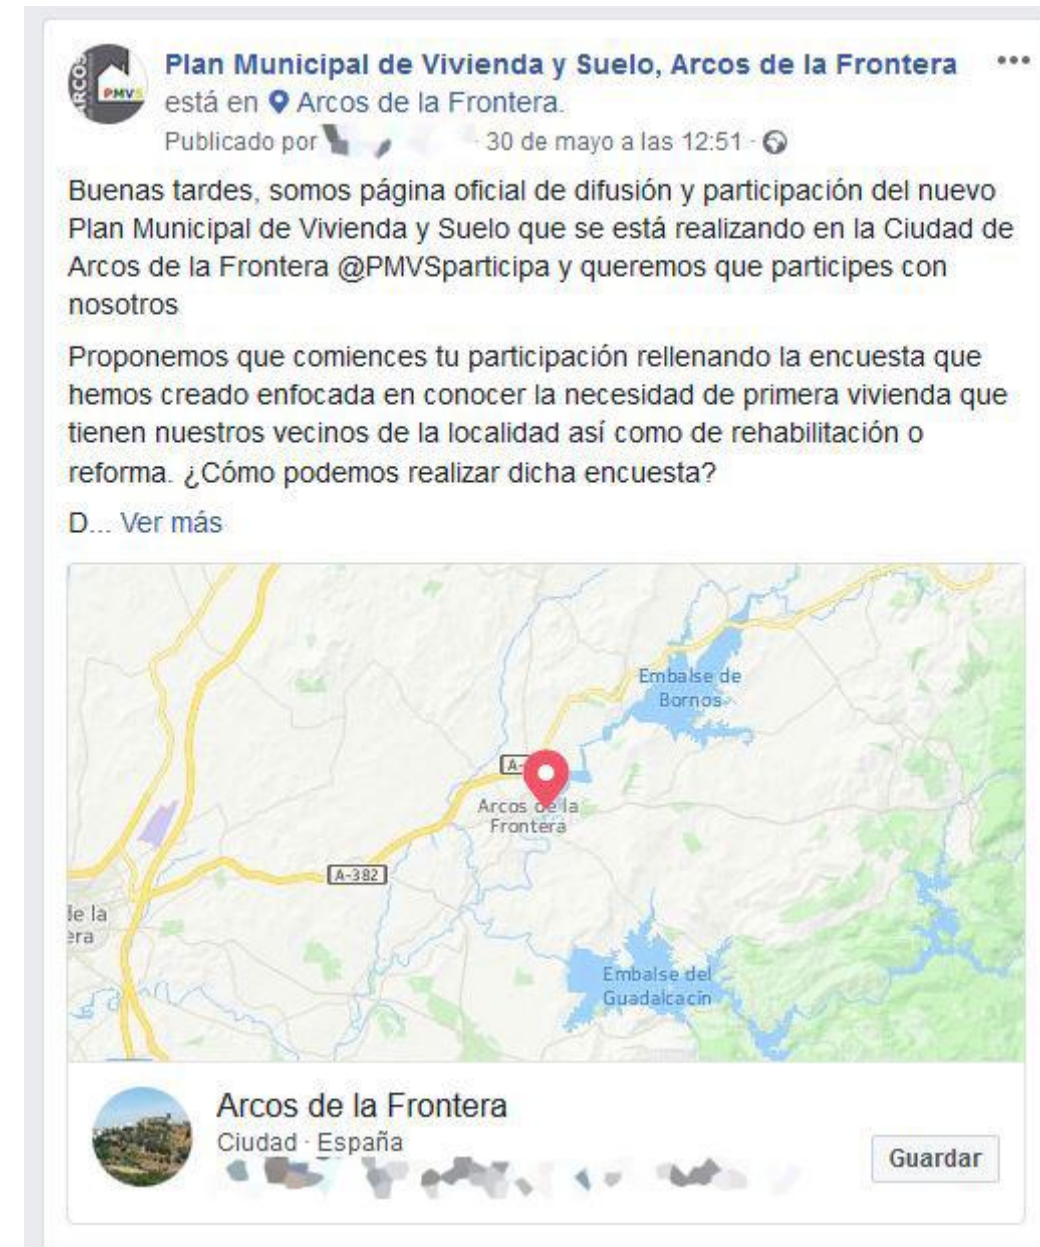 ARCOS
PMVS
Plan Municipal de Vivienda y Suelo, Arcos de la Frontera
está en Arcos de la Frontera.
Publicado por · 30 de mayo a las 12:51 ·
Buenas tardes, somos página oficial de difusión y participación del nuevo
Plan Municipal de Vivienda y Suelo que se está realizando en la Ciudad de
Arcos de la Frontera @PMVSparticipa y queremos que participes con
nosotros
Proponemos que comiences tu participación rellenando la encuesta que
hemos creado enfocada en conocer la necesidad de primera vivienda que
tienen nuestros vecinos de la localidad así como de rehabilitación o
reforma. ¿Cómo podemos realizar dicha encuesta?
D... Ver más
Embalse de
Bornos
A-
Arcos de la
Frontera
A-382
de la
era
Embalse del
Guadalcacín
Arcos de la Frontera
Ciudad · España
Guardar